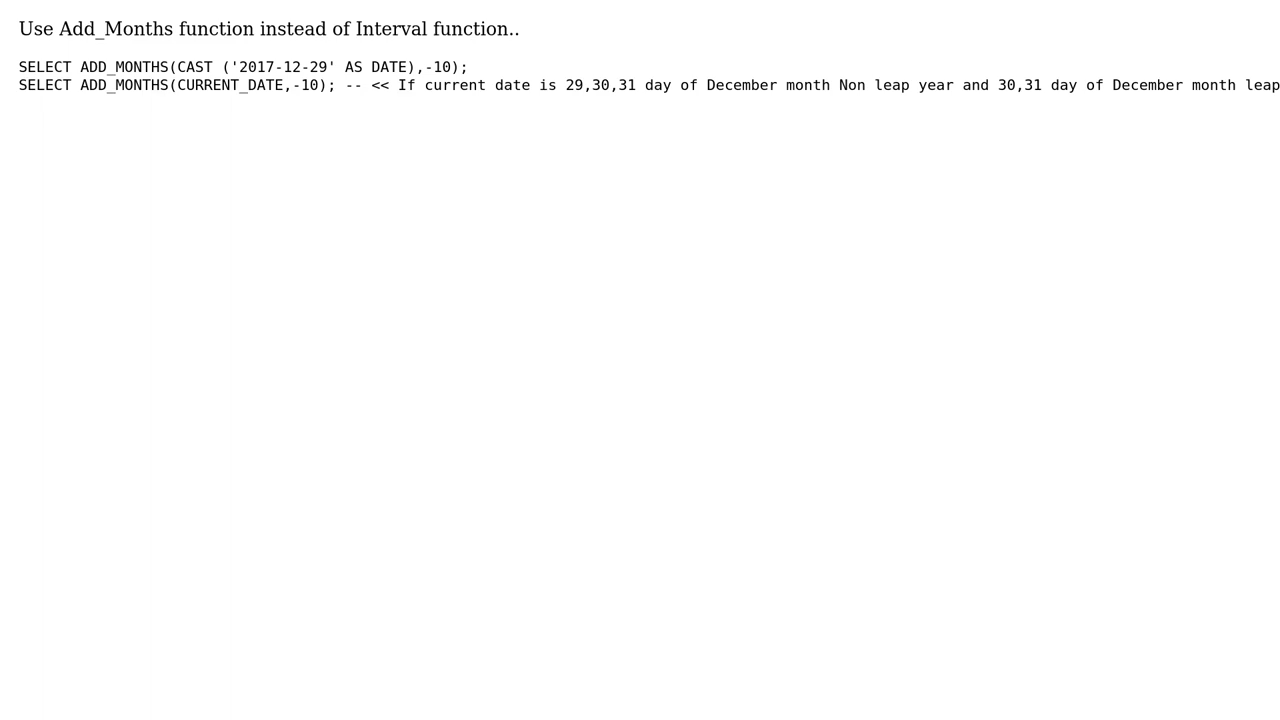 Use Add_Months function instead of Interval function..
SELECT ADD_MONTHS(CAST ('2017-12-29' AS DATE),-10);
SELECT ADD_MONTHS(CURRENT_DATE,-10); -- << If current date is 29,30,31 day of December month Non leap year and 30,31 day of December month leap